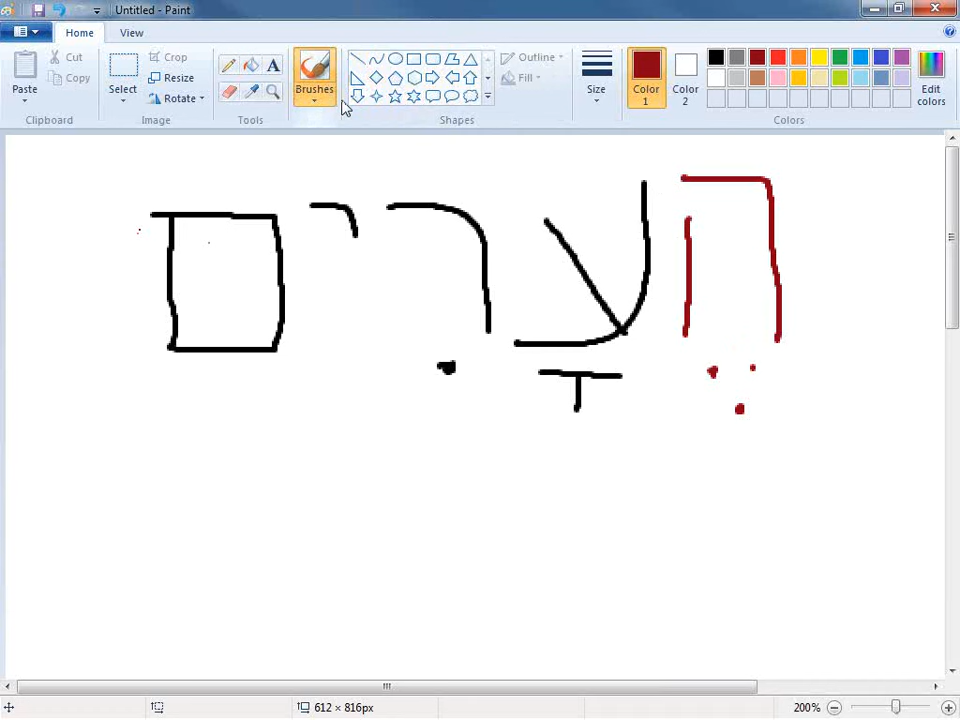 Untitled - Paint
Home View
Paste Cut Copy Select Crop Resize Rotate Brushes Outline Fill Size Color 1 Color 2 Edit colors
Clipboard Image Tools Shapes Colors
הֶעָרִים
612 × 816px 200%